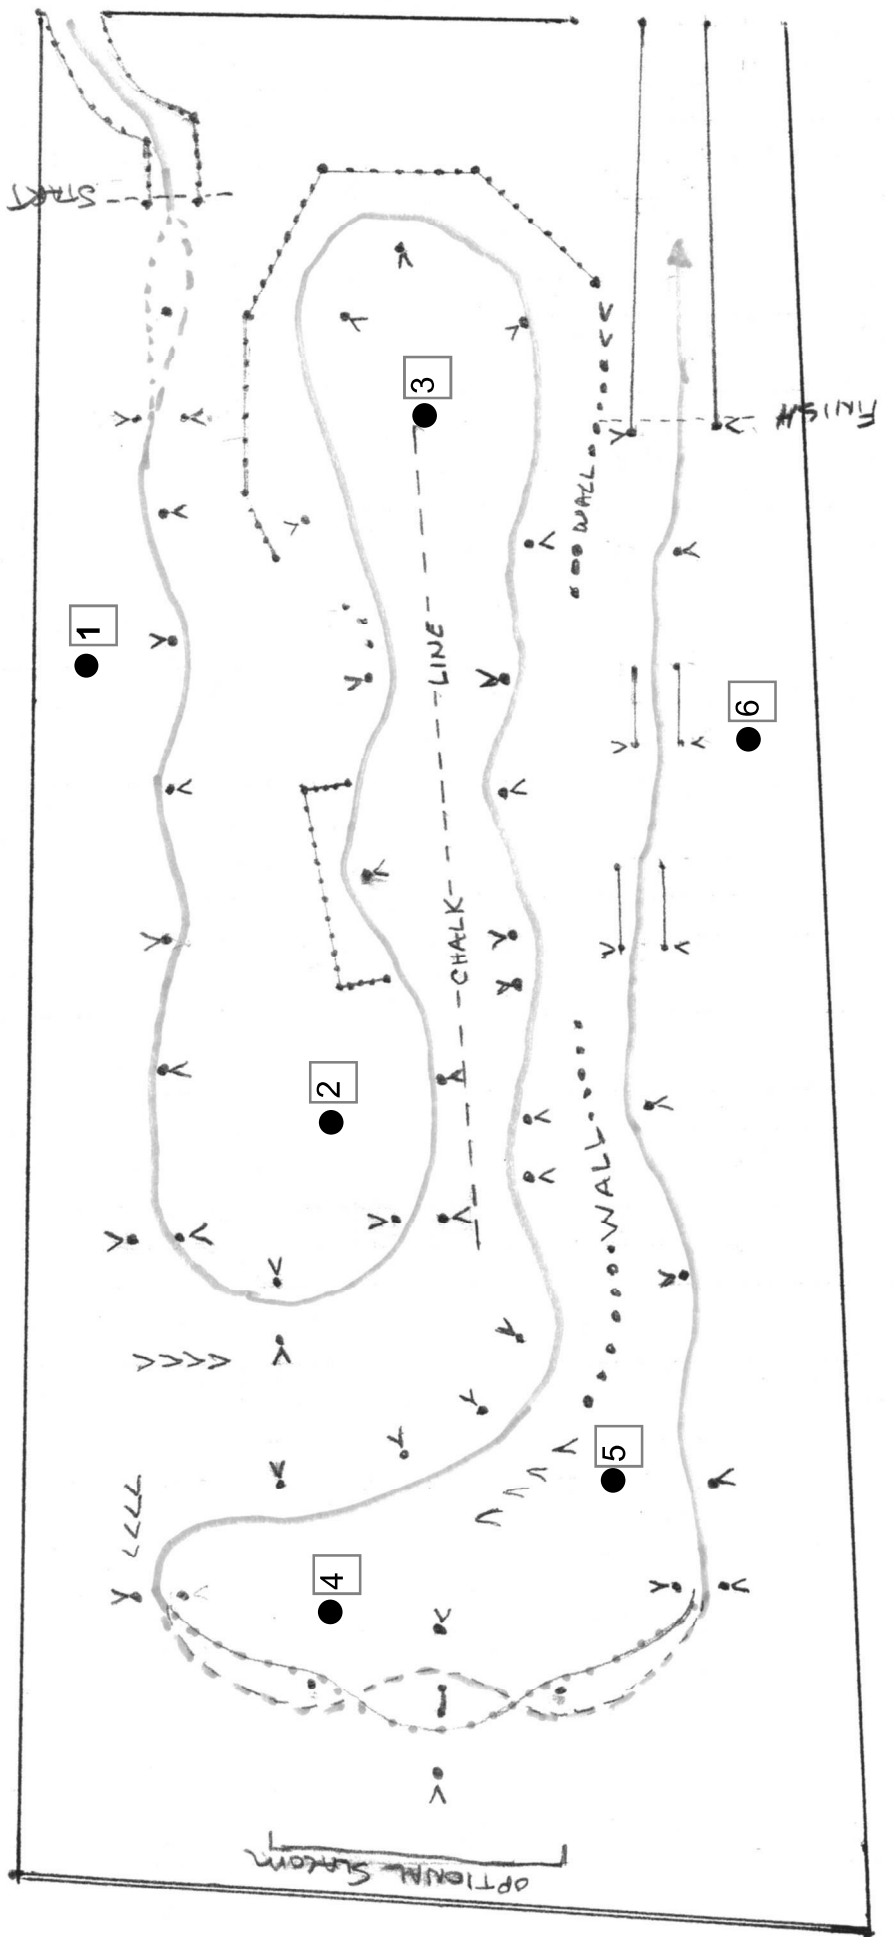 START
1
3
FINISH
WALL
LINE
6
CHALK
2
WALL
5
4
OPTIONAL SLALOM